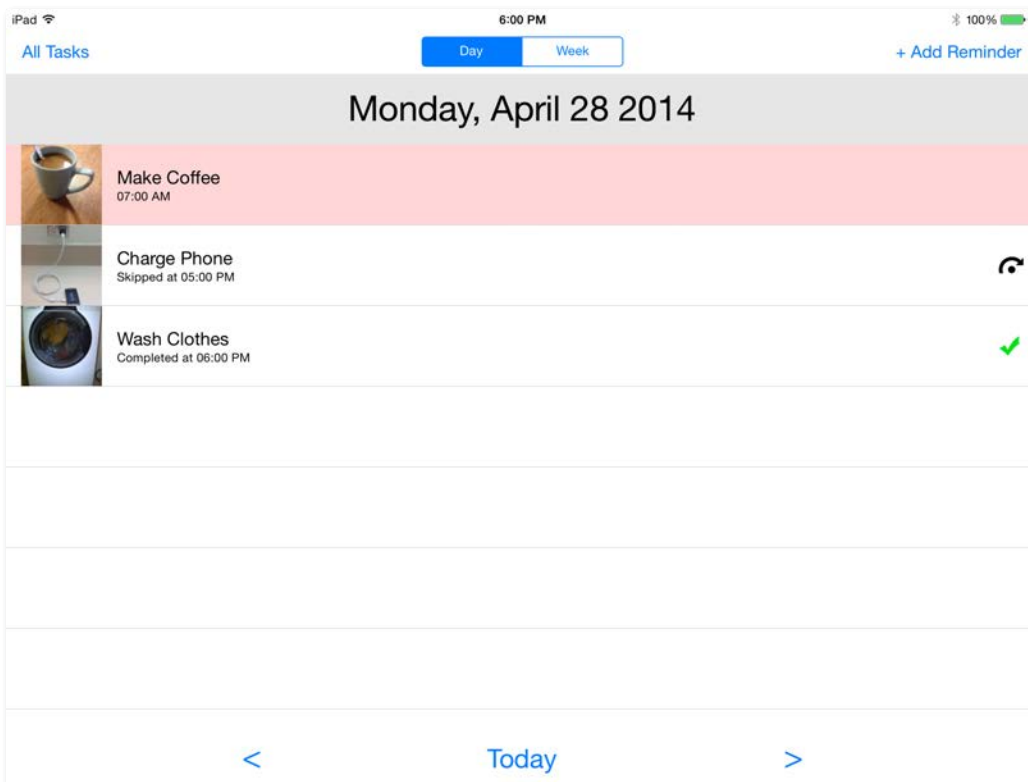 iPad 6:00 PM 100%
All Tasks Day Week + Add Reminder
Monday, April 28 2014
Make Coffee
07:00 AM
Charge Phone
Skipped at 05:00 PM
Wash Clothes
Completed at 06:00 PM
< Today >